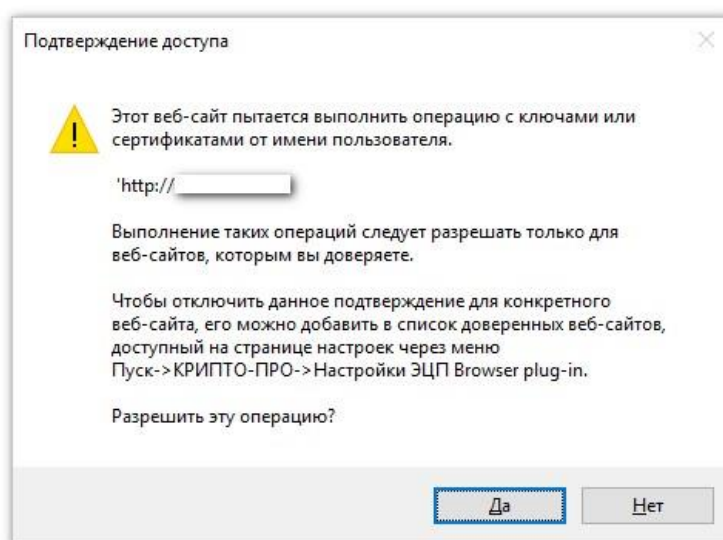 Подтверждение доступа
Этот веб-сайт пытается выполнить операцию с ключами или
сертификатами от имени пользователя.
'http://
Выполнение таких операций следует разрешать только для
веб-сайтов, которым вы доверяете.
Чтобы отключить данное подтверждение для конкретного
веб-сайта, его можно добавить в список доверенных веб-сайтов,
доступный на странице настроек через меню
Пуск->КРИПТО-ПРО->Настройки ЭЦП Browser plug-in.
Разрешить эту операцию?
Да Нет